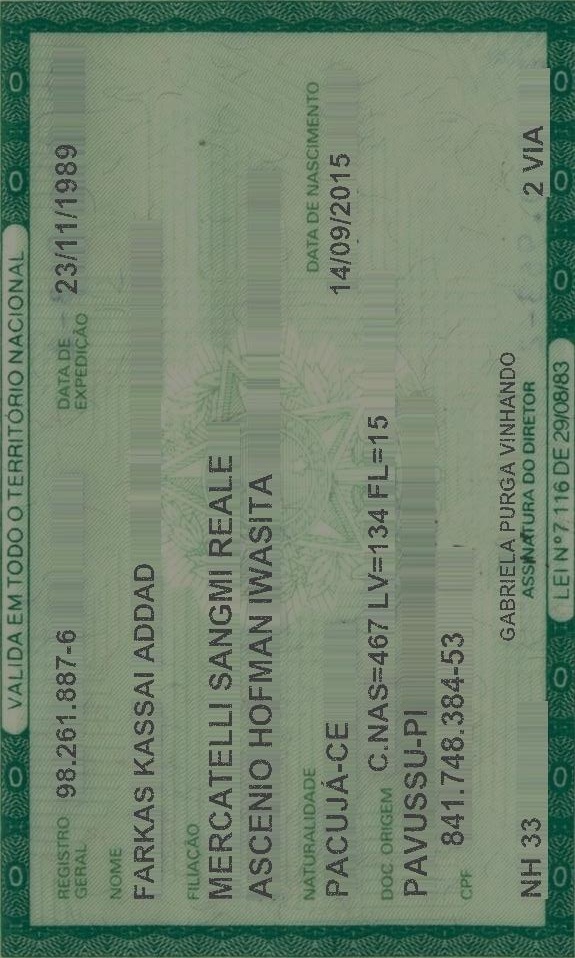 VALIDA EM TODO O TERRITÓRIO NACIONAL
REGISTRO GERAL 98.261.887-6 DATA DE EXPEDIÇÃO 23/11/1989
NOME
FARKAS KASSAI ADDAD
FILIAÇÃO
MERCATELLI SANGMI REALE
ASCENIO HOFMAN IWASITA
NATURALIDADE DATA DE NASCIMENTO
PACUJÁ-CE 14/09/2015
DOC. ORIGEM C.NAS=467 LV=134 FL=15
PAVUSSU-PI
CPF 841.748.384-53
GABRIELA PURGA VINHANDO
NH 33 ASSINATURA DO DIRETOR 2 VIA
LEI Nº 7.116 DE 29/08/83